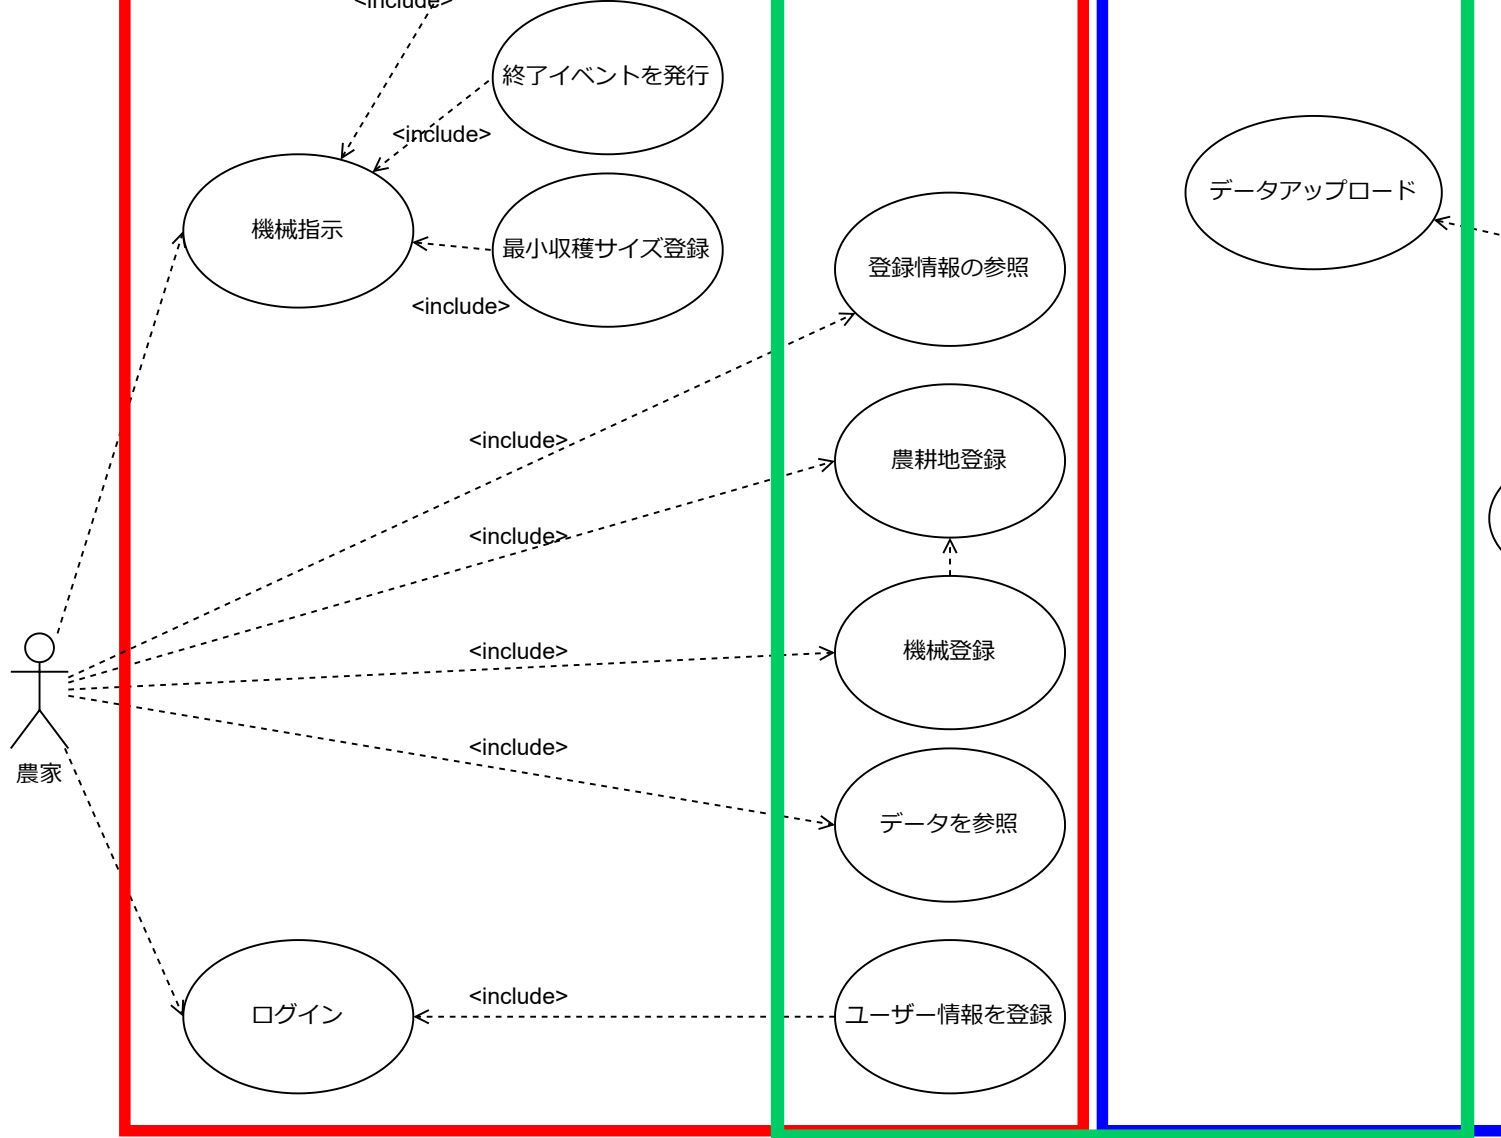 <include>
終了イベントを発行
<include>
機械指示
最小収穫サイズ登録
<include>
データアップロード
登録情報の参照
<include>
農耕地登録
<include>
機械登録
<include>
<include>
農家
データを参照
ログイン
<include>
ユーザー情報を登録